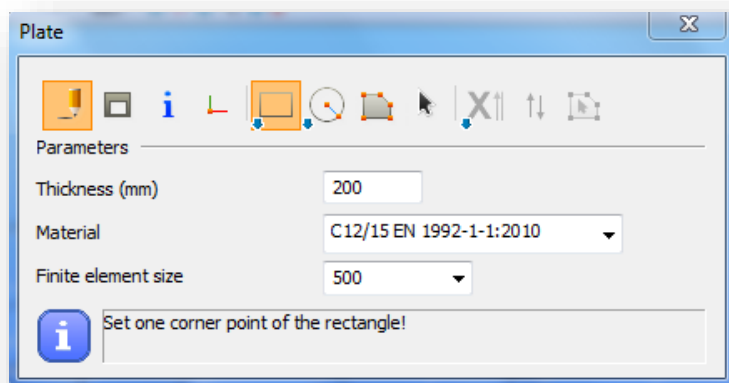 Plate
Parameters
Thickness (mm) 200
Material C12/15 EN 1992-1-1:2010
Finite element size 500
Set one corner point of the rectangle!